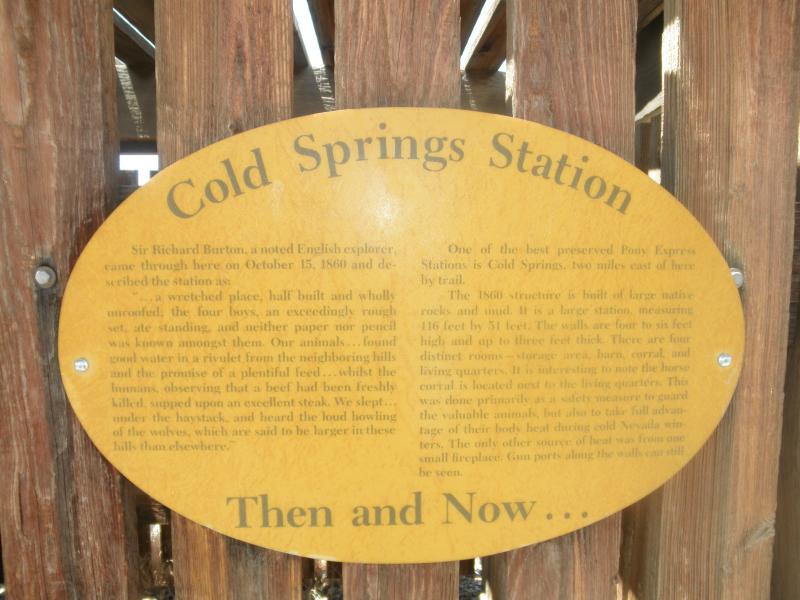 Cold Springs Station
Sir Richard Burton, a noted English explorer,
came through here on October 15, 1860 and de-
scribed the station as:
"...a wretched place, half built and wholly
unroofed; the four boys, an exceedingly rough
set, ate standing, and neither paper nor pencil
was known amongst them. Our animals...found
good water in a rivulet from the neighboring hills
and the promise of a plentiful feed...whilst the
humans, observing that a beef had been freshly
killed, supped upon an excellent steak. We slept...
under the haystack, and heard the loud howling
of the wolves, which are said to be larger in these
hills than elsewhere."
One of the best preserved Pony Express
Stations is Cold Springs, two miles east of here
by trail.
The 1860 structure is built of large native
rocks and mud. It is a large station, measuring
116 feet by 51 feet. The walls are four to six feet
high and up to three feet thick. There are four
distinct rooms - storage area, barn, corral, and
living quarters. It is interesting to note the horse
corral is located next to the living quarters. This
was done primarily as a safety measure to guard
the valuable animals, but also to take full advan-
tage of their body heat during cold Nevada win-
ters. The only other source of heat was from one
small fireplace. Gun ports along the walls can still
be seen.
Then and Now...